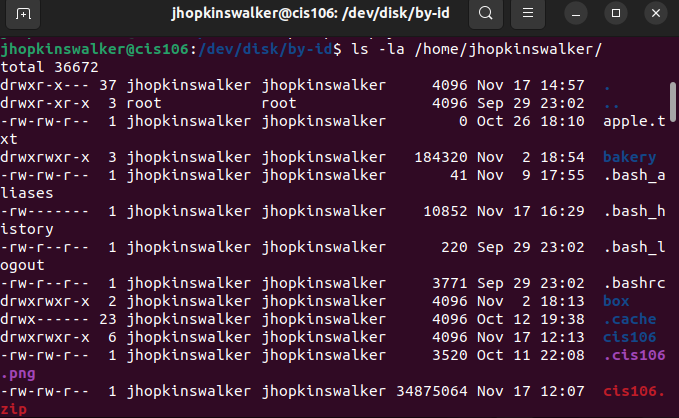 jhopkinswalker@cis106: /dev/disk/by-id
jhopkinswalker@cis106:/dev/disk/by-id$ ls -la /home/jhopkinswalker/
total 36672
drwxr-x--- 37 jhopkinswalker jhopkinswalker     4096 Nov 17 14:57  .
drwxr-xr-x  3 root           root               4096 Sep 29 23:02  ..
-rw-rw-r--  1 jhopkinswalker jhopkinswalker        0 Oct 26 18:10  apple.t
xt
drwxrwxr-x  3 jhopkinswalker jhopkinswalker   184320 Nov  2 18:54  bakery
-rw-rw-r--  1 jhopkinswalker jhopkinswalker       41 Nov  9 17:55  .bash_a
liases
-rw-------  1 jhopkinswalker jhopkinswalker    10852 Nov 17 16:29  .bash_h
istory
-rw-r--r--  1 jhopkinswalker jhopkinswalker      220 Sep 29 23:02  .bash_l
ogout
-rw-r--r--  1 jhopkinswalker jhopkinswalker     3771 Sep 29 23:02  .bashrc
drwxrwxr-x  2 jhopkinswalker jhopkinswalker     4096 Nov  2 18:13  box
drwx------ 23 jhopkinswalker jhopkinswalker     4096 Oct 12 19:38  .cache
drwxrwxr-x  6 jhopkinswalker jhopkinswalker     4096 Nov 17 12:13  cis106
-rw-rw-r--  1 jhopkinswalker jhopkinswalker     3520 Oct 11 22:08  .cis106
.png
-rw-rw-r--  1 jhopkinswalker jhopkinswalker 34875064 Nov 17 12:07  cis106.
zip